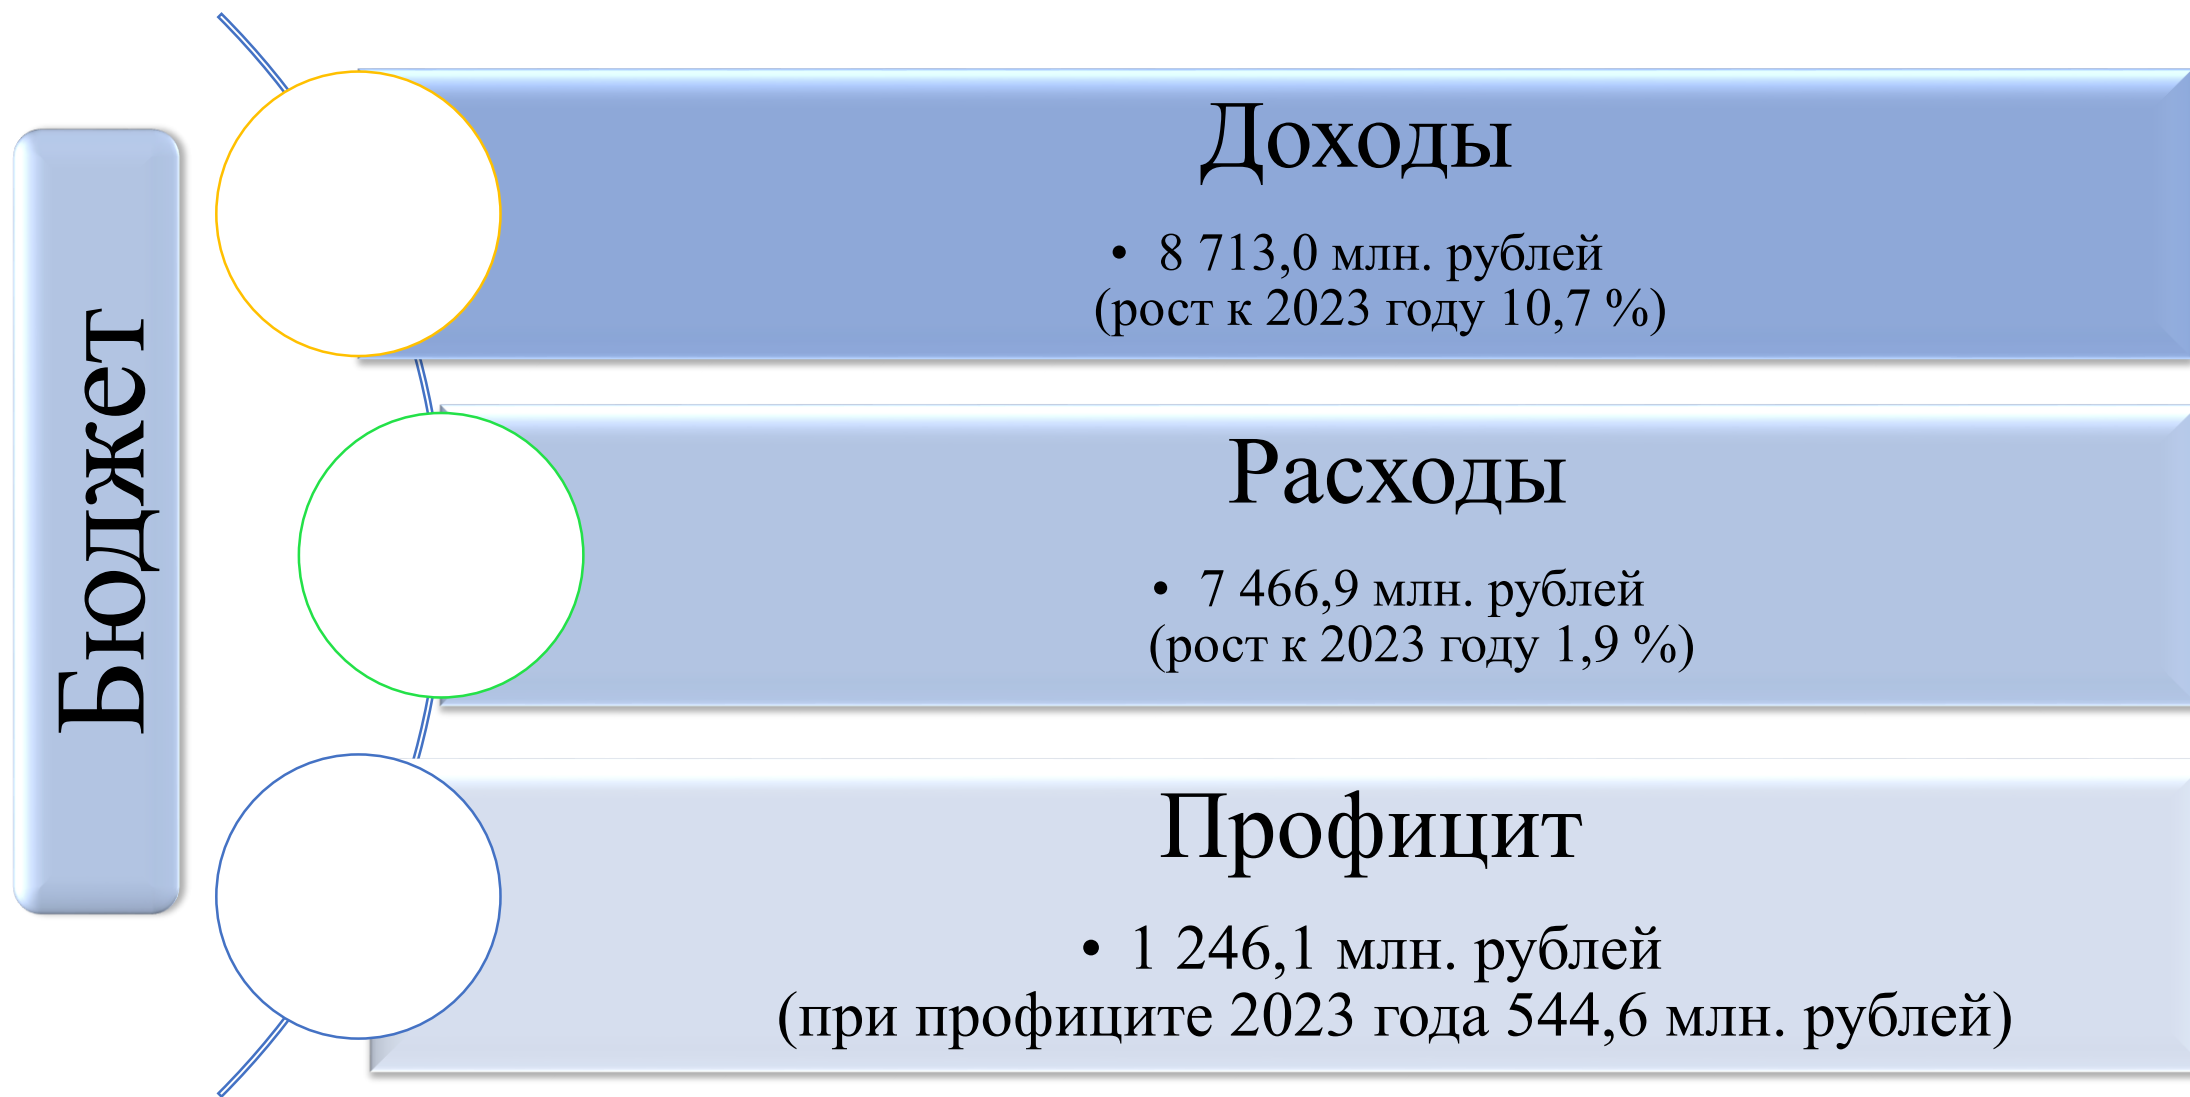 Бюджет
Доходы
• 8 713,0 млн. рублей
(рост к 2023 году 10,7 %)
Расходы
• 7 466,9 млн. рублей
(рост к 2023 году 1,9 %)
Профицит
• 1 246,1 млн. рублей
(при профиците 2023 года 544,6 млн. рублей)